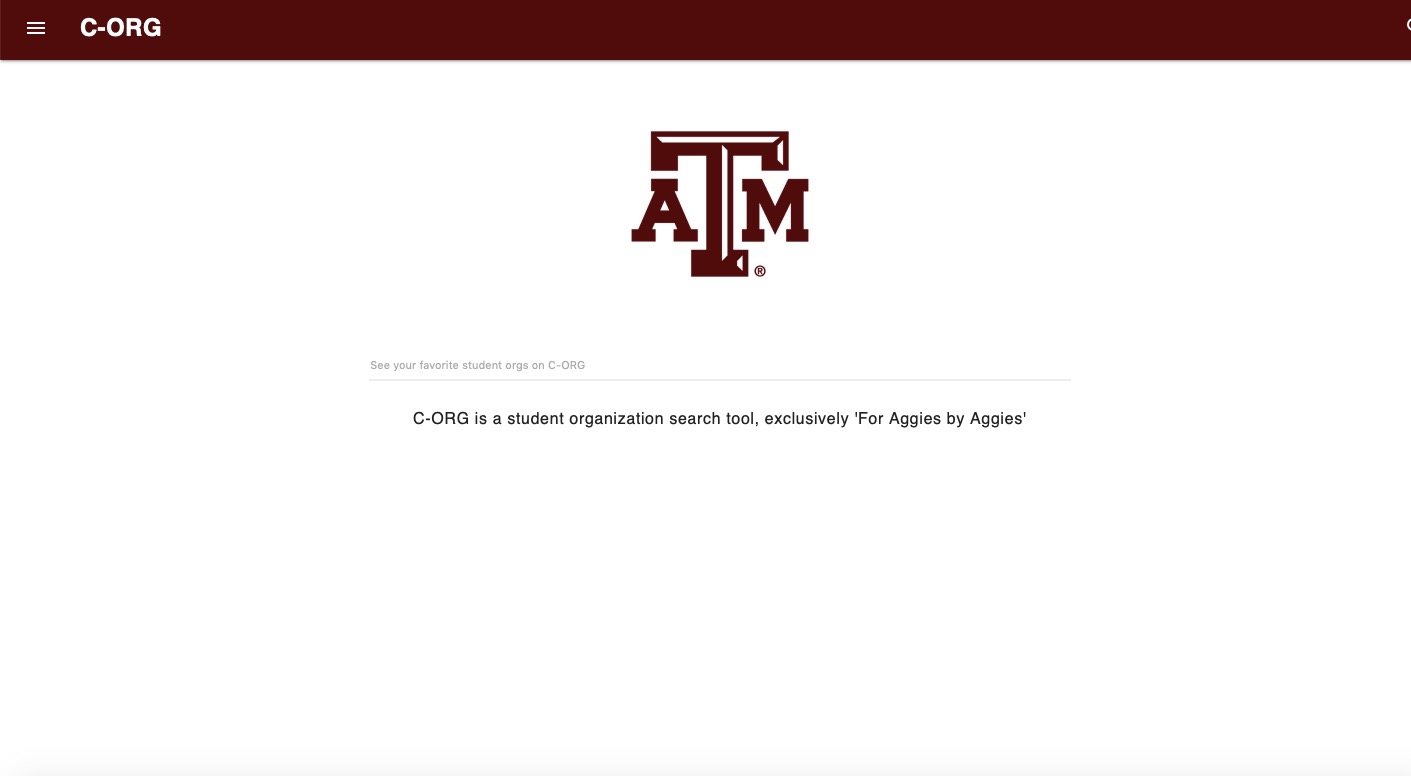 C-ORG
ATM
®
See your favorite student orgs on C-ORG
C-ORG is a student organization search tool, exclusively 'For Aggies by Aggies'